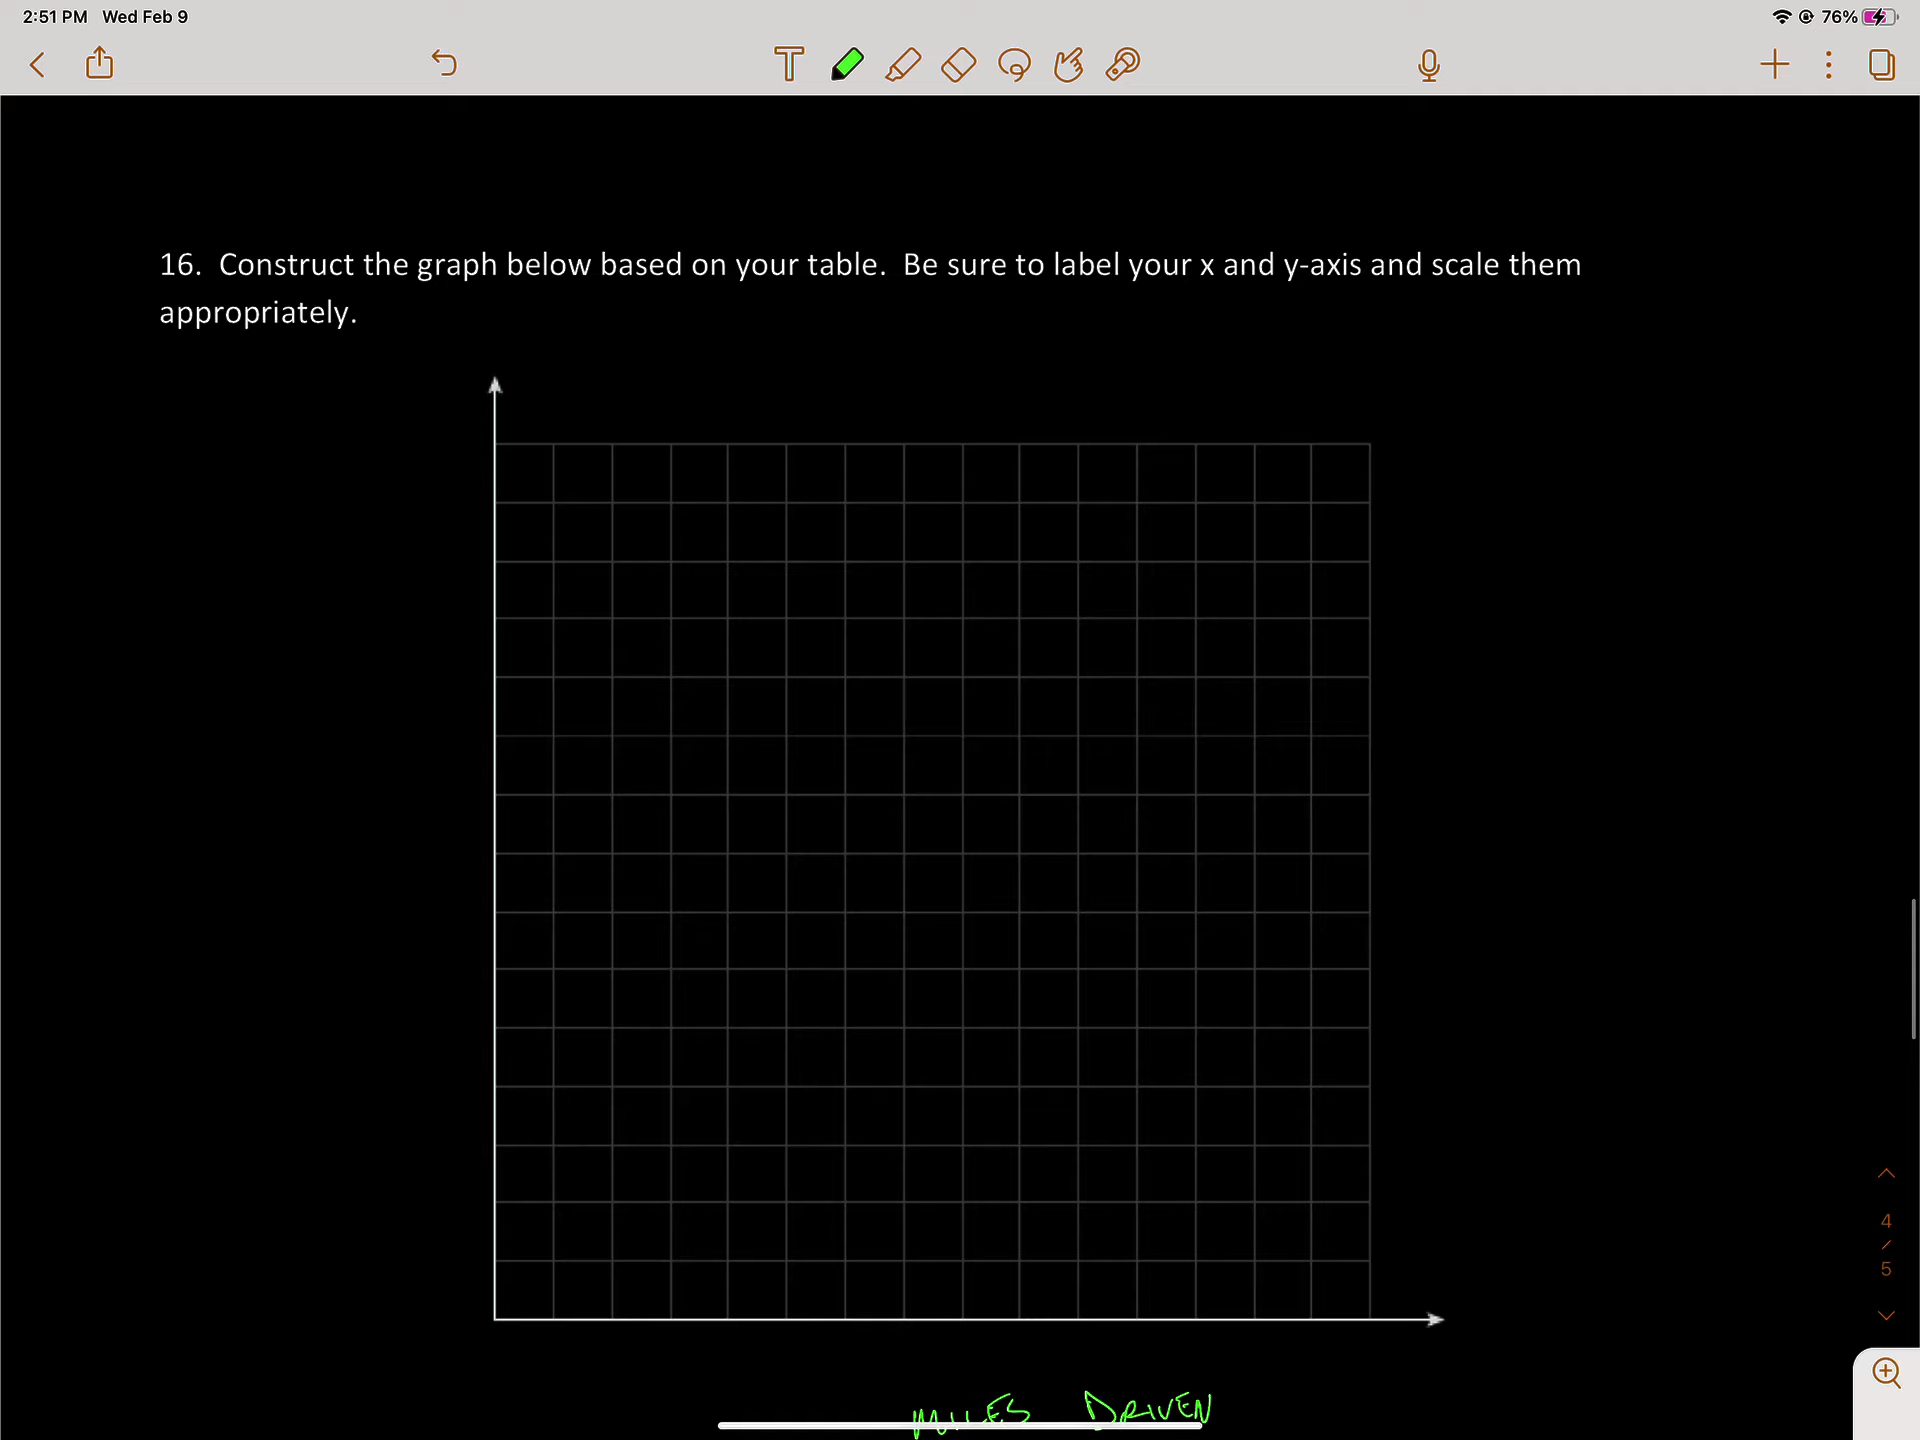 2:51 PM Wed Feb 9
76%
16. Construct the graph below based on your table. Be sure to label your x and y-axis and scale them
appropriately.
4
/
5
MILES DRIVEN